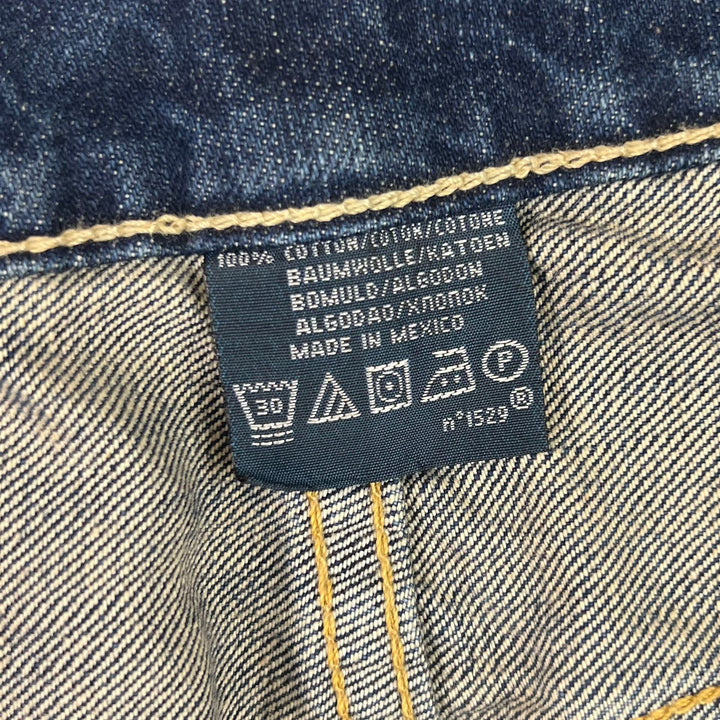 100% COTTON/COTON/COTONE
BAUMWOLLE/KATOEN
BOMULD/ALGODON
ALGODAO/ХЛОПОК
MADE IN MEXICO
30 P
n°1529®